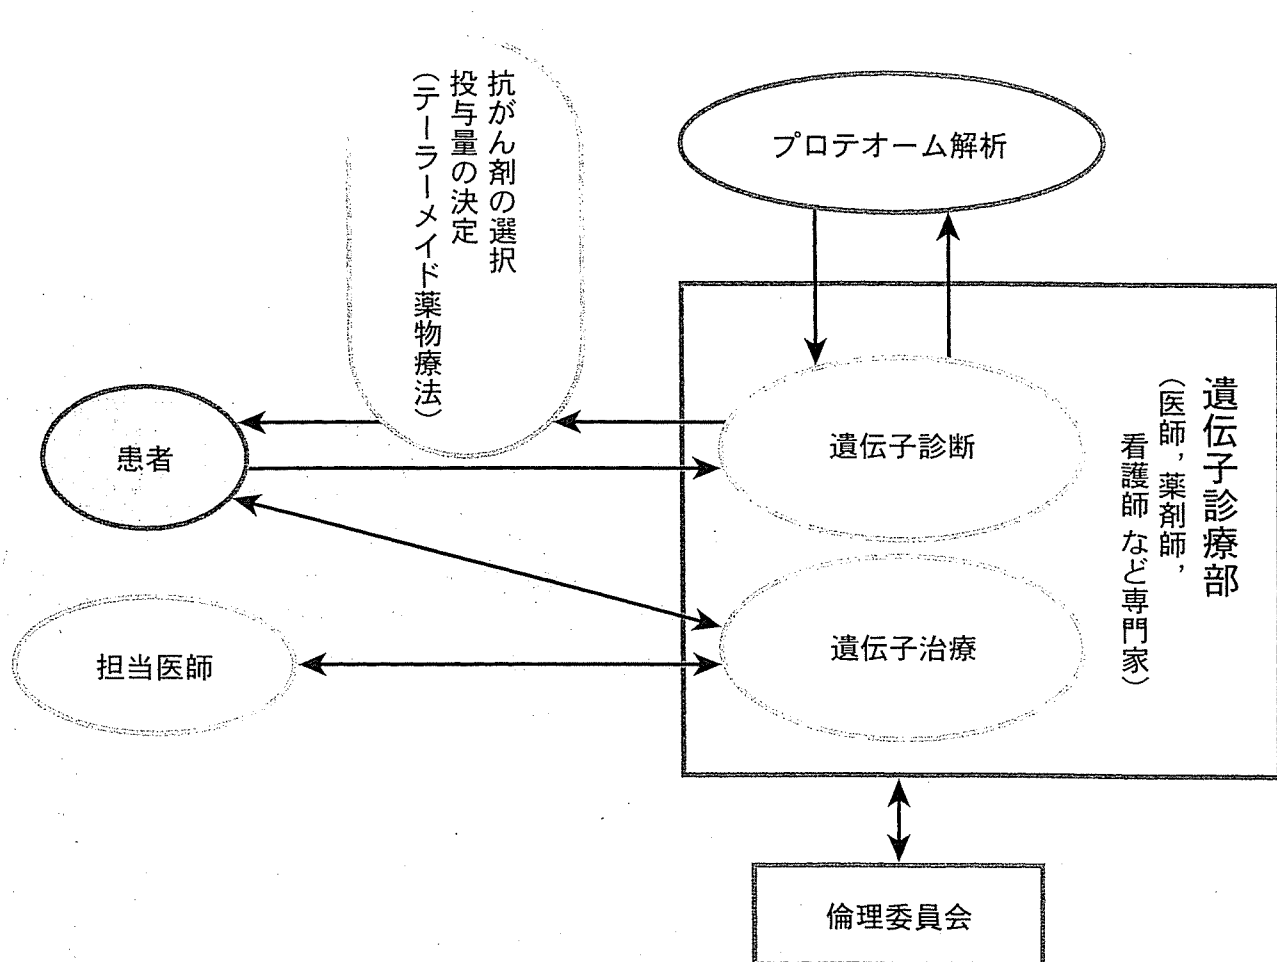 抗がん剤の選択
投与量の決定
(テーラーメイド薬物療法)
プロテオーム解析
遺伝子診療部
(医師，薬剤師，
看護師 など専門家)
患者
遺伝子診断
担当医師
遺伝子治療
倫理委員会